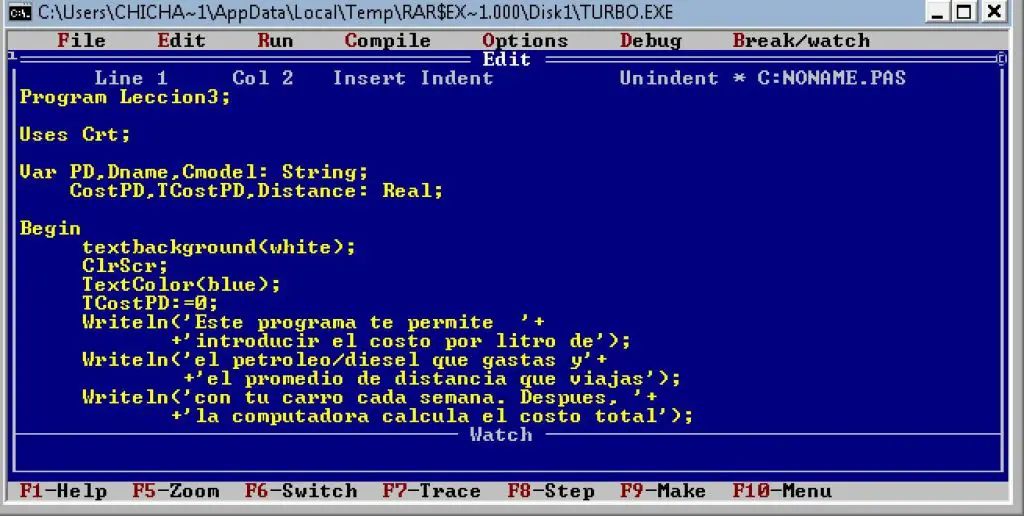 C:\Users\CHICHA~1\AppData\Local\Temp\RAR$EX~1.000\Disk1\TURBO.EXE
File Edit Run Compile Options Debug Break/watch
1 Edit
Line 1 Col 2 Insert Indent Unindent * C:NONAME.PAS
Program Leccion3;
Uses Crt;
Var PD,Dname,Cmodel: String;
CostPD,TCostPD,Distance: Real;
Begin
textbackground(white);
ClrScr;
TextColor(blue);
TCostPD:=0;
Writeln('Este programa te permite '+
+'introducir el costo por litro de');
Writeln('el petroleo/diesel que gastas y'+
+'el promedio de distancia que viajas');
Writeln('con tu carro cada semana. Despues, '+
+'la computadora calcula el costo total');
Watch
F1-Help F5-Zoom F6-Switch F7-Trace F8-Step F9-Make F10-Menu